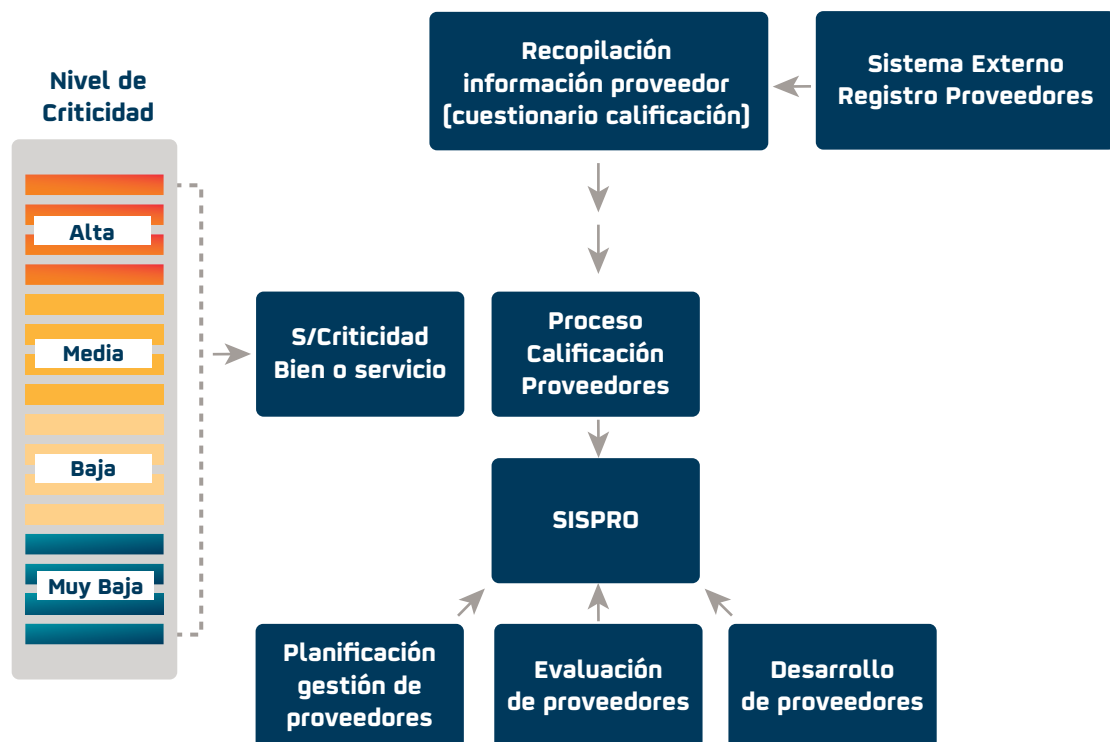 Nivel de
Criticidad
Alta
Media
Baja
Muy Baja
Recopilación
información proveedor
(cuestionario calificación)
Sistema Externo
Registro Proveedores
S/Criticidad
Bien o servicio
Proceso
Calificación
Proveedores
SISPRO
Planificación
gestión de
proveedores
Evaluación
de proveedores
Desarrollo
de proveedores